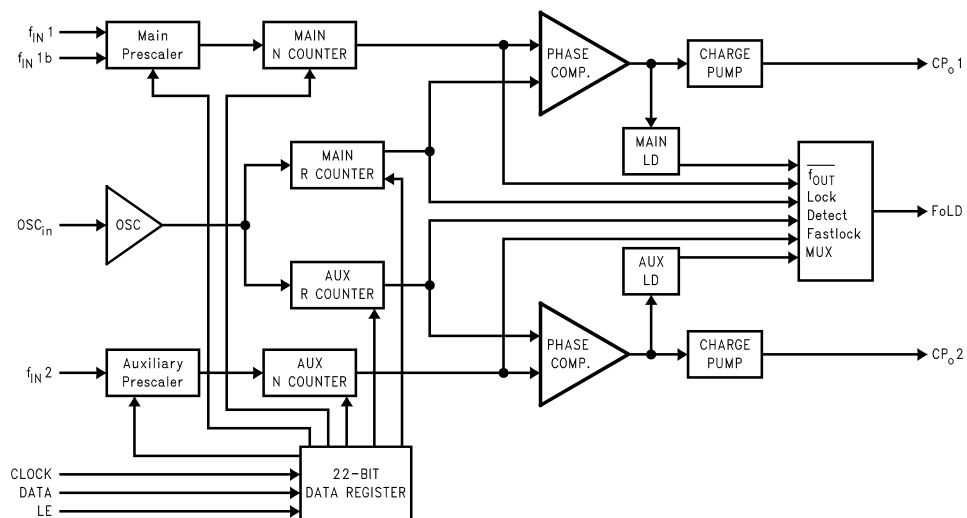 f_IN 1
f_IN 1b
Main
Prescaler
MAIN
N COUNTER
PHASE
COMP.
CHARGE
PUMP
CP_o 1
MAIN
R COUNTER
MAIN
LD
OSC_in
OSC
f_OUT
Lock
Detect
Fastlock
MUX
FoLD
AUX
R COUNTER
AUX
LD
f_IN 2
Auxiliary
Prescaler
AUX
N COUNTER
PHASE
COMP.
CHARGE
PUMP
CP_o 2
CLOCK
DATA
LE
22-BIT
DATA REGISTER